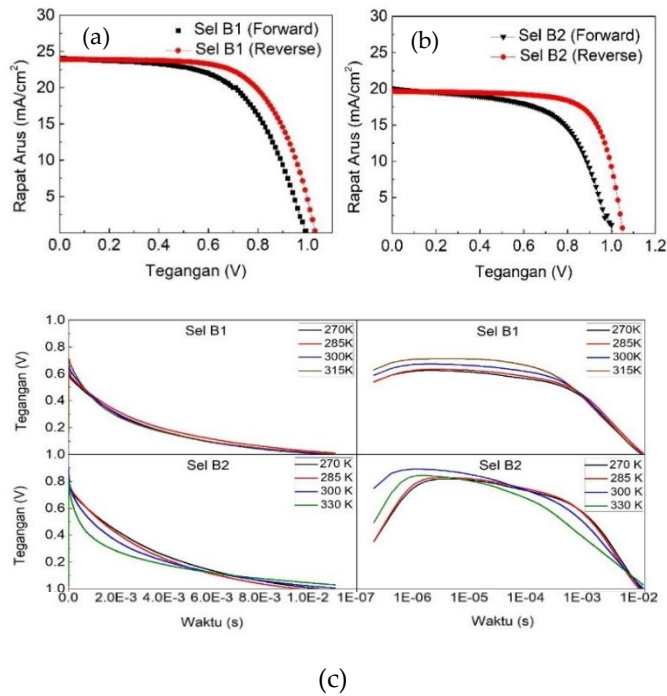 (a)
Sel B1 (Forward)
Sel B1 (Reverse)
Rapat Arus (mA/cm²)
30
25
20
15
10
5
0.0 0.2 0.4 0.6 0.8 1.0
Tegangan (V)
(b)
Sel B2 (Forward)
Sel B2 (Reverse)
Rapat Arus (mA/cm²)
30
25
20
15
10
5
0.0 0.2 0.4 0.6 0.8 1.0 1.2
Tegangan (V)
Sel B1
270K
285K
300K
315K
Tegangan (V)
1.0
0.8
0.6
0.4
0.2
1.0
Sel B1
270K
285K
300K
315K
Sel B2
270 K
285 K
300 K
330 K
Tegangan (V)
0.8
0.6
0.4
0.2
1.0
0.0 2.0E-3 4.0E-3 6.0E-3 8.0E-3 1.0E-2
Waktu (s)
Sel B2
270 K
285 K
300 K
330 K
1E-07 1E-06 1E-05 1E-04 1E-03 1E-02
Waktu (s)
(c)